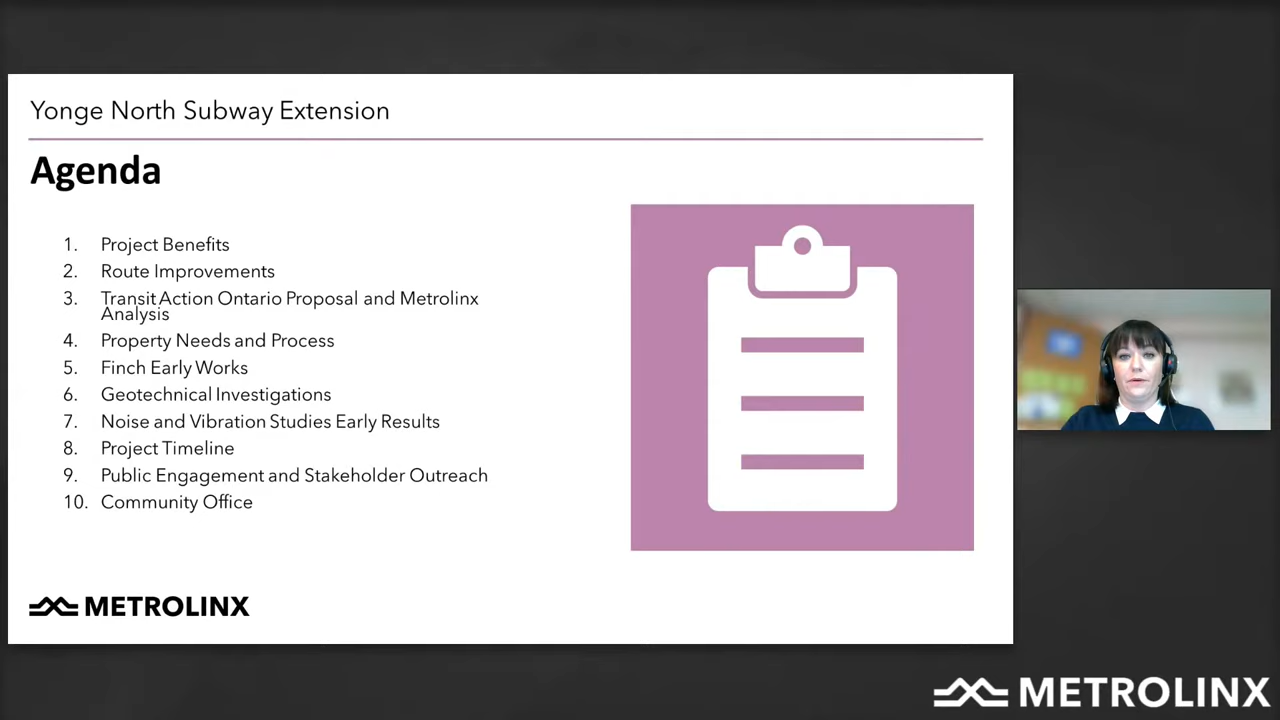 Yonge North Subway Extension
Agenda
1. Project Benefits
2. Route Improvements
3. Transit Action Ontario Proposal and Metrolinx
Analysis
4. Property Needs and Process
5. Finch Early Works
6. Geotechnical Investigations
7. Noise and Vibration Studies Early Results
8. Project Timeline
9. Public Engagement and Stakeholder Outreach
10. Community Office
METROLINX
METROLINX